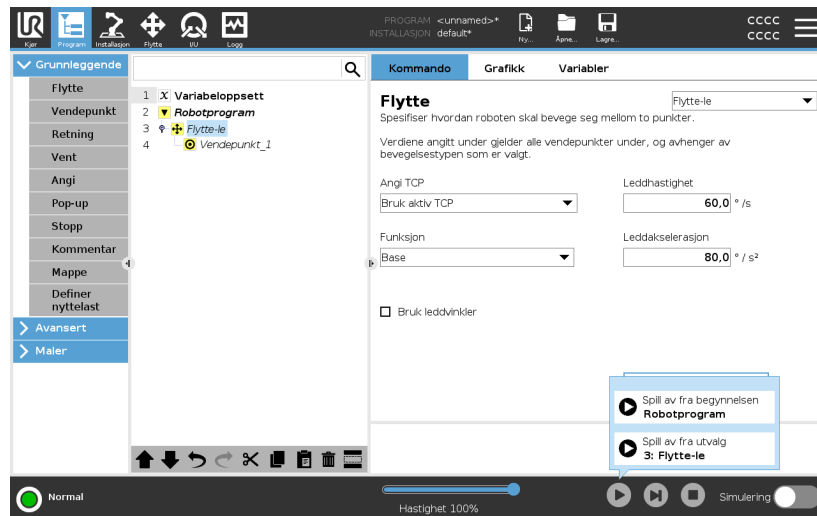 UR
Kjør
Program
Installasjon
Flytte
I/U
Logg
PROGRAM <unnamed>*
INSTALLASJON default*
Ny...
Åpne...
Lagre...
cccc
cccc
Grunnleggende
Flytte
Vendepunkt
Retning
Vent
Angi
Pop-up
Stopp
Kommentar
Mappe
Definer
nyttelast
Avansert
Maler
1 X Variabeloppsett
2 Robotprogram
3 Flytte-le
4 Vendepunkt_1
Kommando
Grafikk
Variabler
Flytte
Flytte-le
Spesifiser hvordan roboten skal bevege seg mellom to punkter.
Verdiene angitt under gjelder alle vendepunkter under, og avhenger av
bevegelsestypen som er valgt.
Angi TCP
Leddhastighet
Bruk aktiv TCP
60,0 ° /s
Funksjon
Leddakselerasjon
Base
80,0 ° / s²
Bruk leddvinkler
Spill av fra begynnelsen
Robotprogram
Spill av fra utvalg
3: Flytte-le
Normal
Hastighet 100%
Simulering